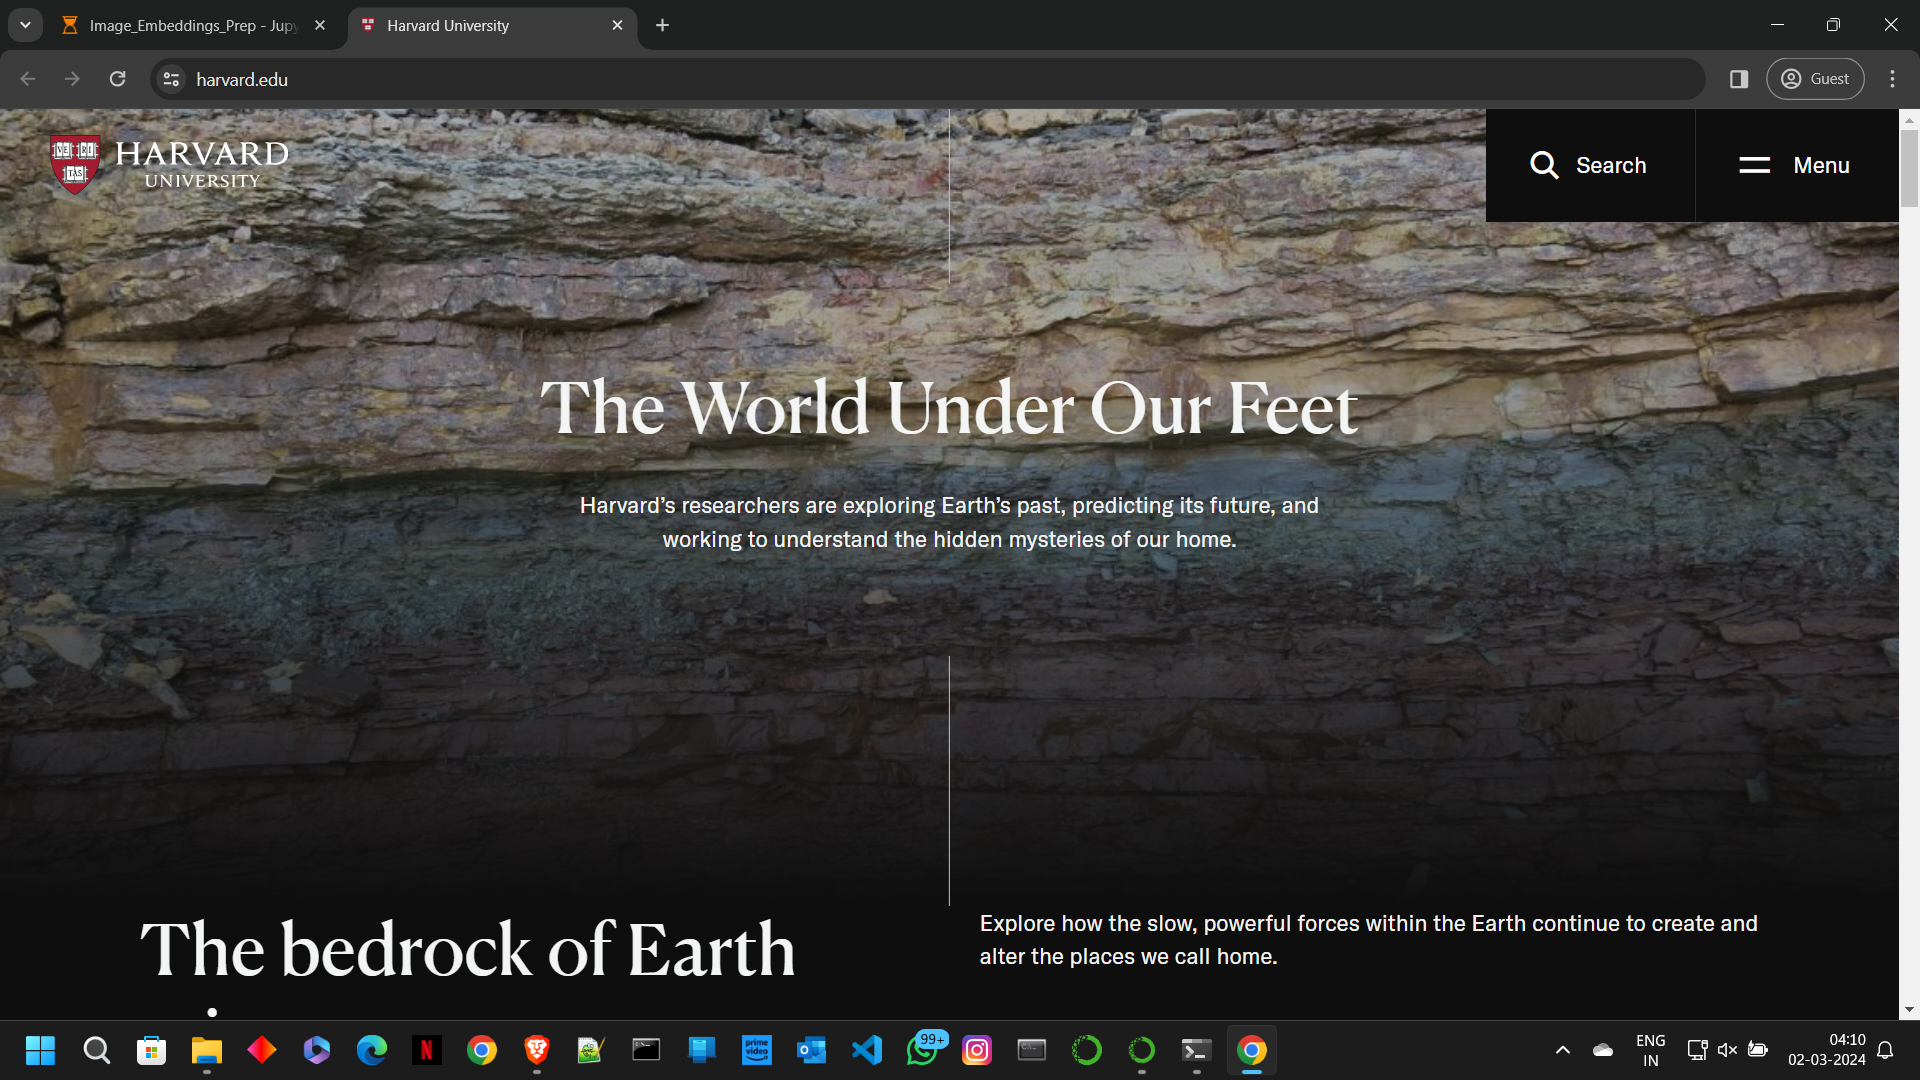 Image_Embeddings_Prep - Jupy
Harvard University
harvard.edu
Guest
VE RI TAS
HARVARD
UNIVERSITY
Search
Menu
The World Under Our Feet
Harvard’s researchers are exploring Earth’s past, predicting its future, and
working to understand the hidden mysteries of our home.
The bedrock of Earth
Explore how the slow, powerful forces within the Earth continue to create and
alter the places we call home.
N
prime
video
99+
ENG
IN
04:10
02-03-2024